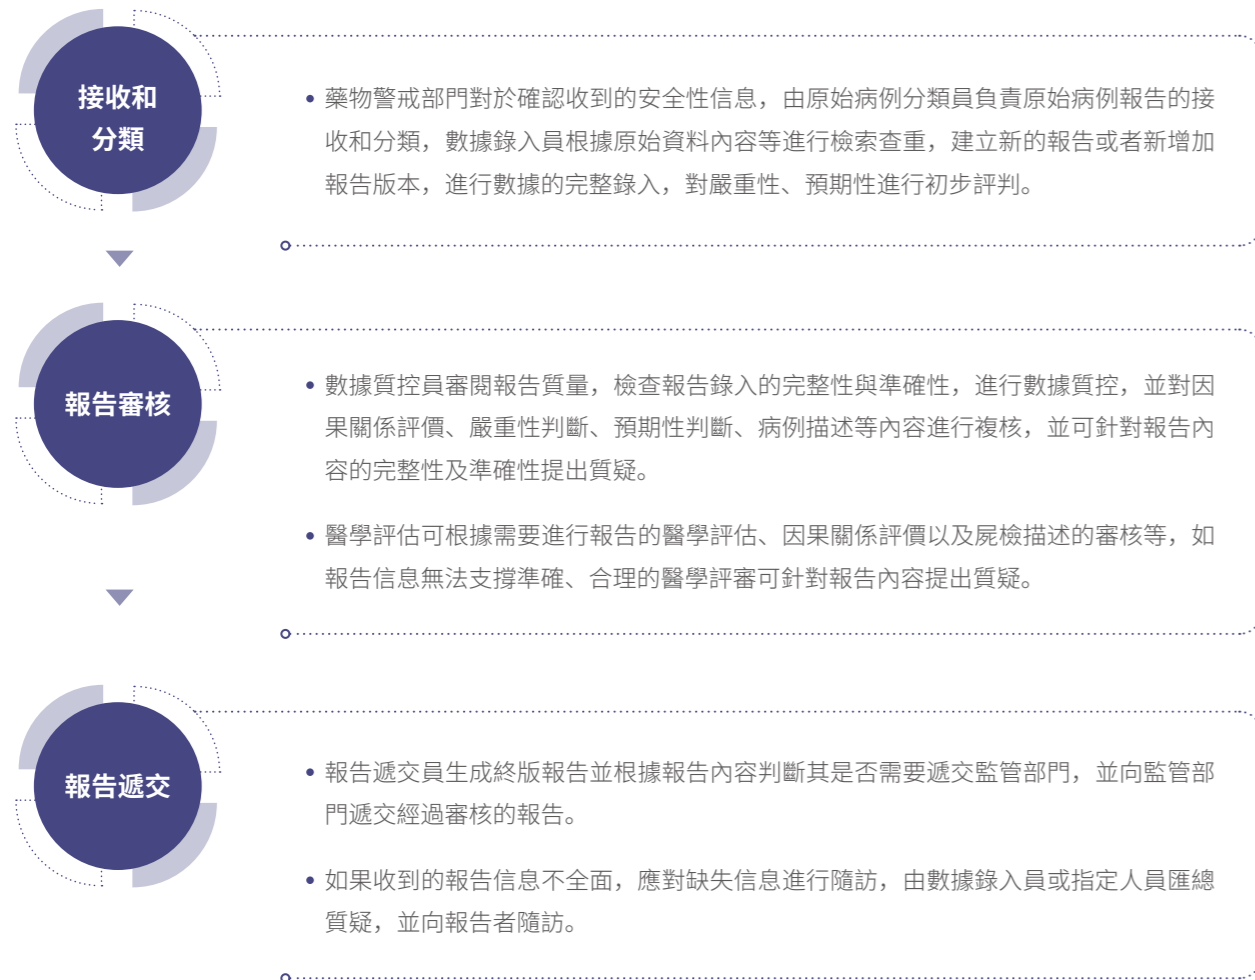 接收和
分類
藥物警戒部門對於確認收到的安全性信息，由原始病例分類員負責原始病例報告的接
收和分類，數據錄入員根據原始資料內容等進行檢索查重，建立新的報告或者新增加
報告版本，進行數據的完整錄入，對嚴重性、預期性進行初步評判。
報告審核
數據質控員審閱報告質量，檢查報告錄入的完整性與準確性，進行數據質控，並對因
果關係評價、嚴重性判斷、預期性判斷、病例描述等內容進行複核，並可針對報告內
容的完整性及準確性提出質疑。
醫學評估可根據需要進行報告的醫學評估、因果關係評價以及屍檢描述的審核等，如
報告信息無法支撐準確、合理的醫學評審可針對報告內容提出質疑。
報告遞交
報告遞交員生成終版報告並根據報告內容判斷其是否需要遞交監管部門，並向監管部
門遞交經過審核的報告。
如果收到的報告信息不全面，應對缺失信息進行隨訪，由數據錄入員或指定人員匯總
質疑，並向報告者隨訪。